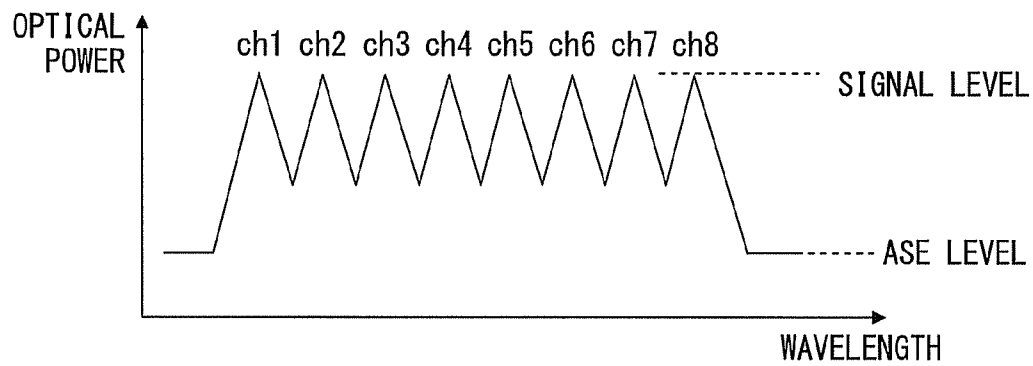 OPTICAL
POWER
ch1 ch2 ch3 ch4 ch5 ch6 ch7 ch8
SIGNAL LEVEL
ASE LEVEL
WAVELENGTH